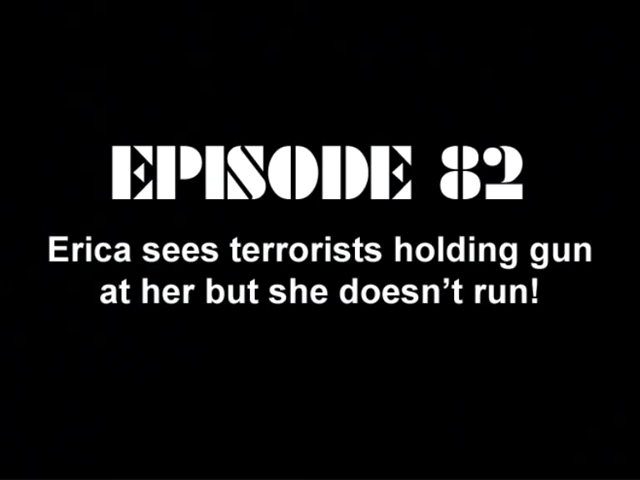 EPISODE 82
Erica sees terrorists holding gun
at her but she doesn’t run!